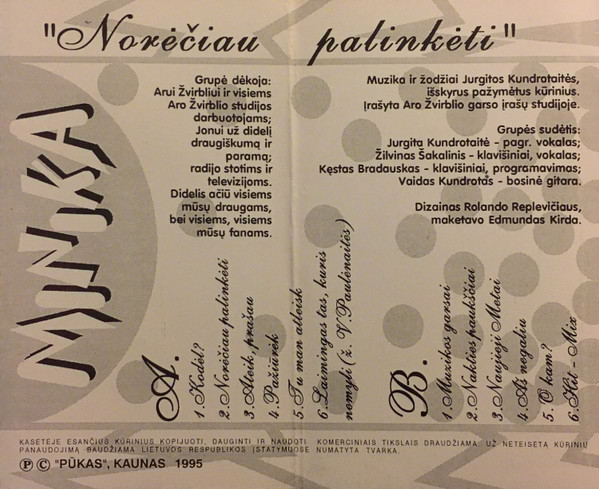 "Norėčiau palinkėti"
MINIKA
Grupė dėkoja:
Arui Žvirbliui ir visiems
Aro Žvirblio studijos
darbuotojams;
Jonui už didelį
draugiškumą ir
paramą;
radijo stotims ir
televizijoms.
Didelis ačiū visiems
mūsų draugams,
bei visiems, visiems
mūsų fanams.
Muzika ir žodžiai Jurgitos Kundrotaitės,
išskyrus pažymėtus kūrinius.
Įrašyta Aro Žvirblio garso įrašų studijoje.
Grupės sudėtis:
Jurgita Kundrotaitė - pagr. vokalas;
Žilvinas Šakalinis - klavišiniai, vokalas;
Kęstas Bradauskas - klavišiniai, programavimas;
Vaidas Kundrotas - bosinė gitara.
Dizainas Rolando Replevičiaus,
maketavo Edmundas Kirda.
A.
1. Kodėl?
2. Norėčiau palinkėti
3. Ateik, prašau
4. Pažiūrėk
5. Tu man atleisk
6. Laimingas tas, kuris
nemyli (ž. V. Paulėnaitės)
B.
1. Muzikos garsai
2. Nakties paukščiai
3. Naujieji Metai
4. Aš negaliu
5. O kam?
6. Hit - Mix
KASETĖJE ESANČIUS KŪRINIUS KOPIJUOTI, DAUGINTI IR NAUDOTI KOMERCINIAIS TIKSLAIS DRAUDŽIAMA. UŽ NETEISĖTĄ KŪRINIŲ
PANAUDOJIMĄ BAUDŽIAMA LIETUVOS RESPUBLIKOS ĮSTATYMUOSE NUMATYTA TVARKA.
Ⓟ © "PŪKAS", KAUNAS 1995